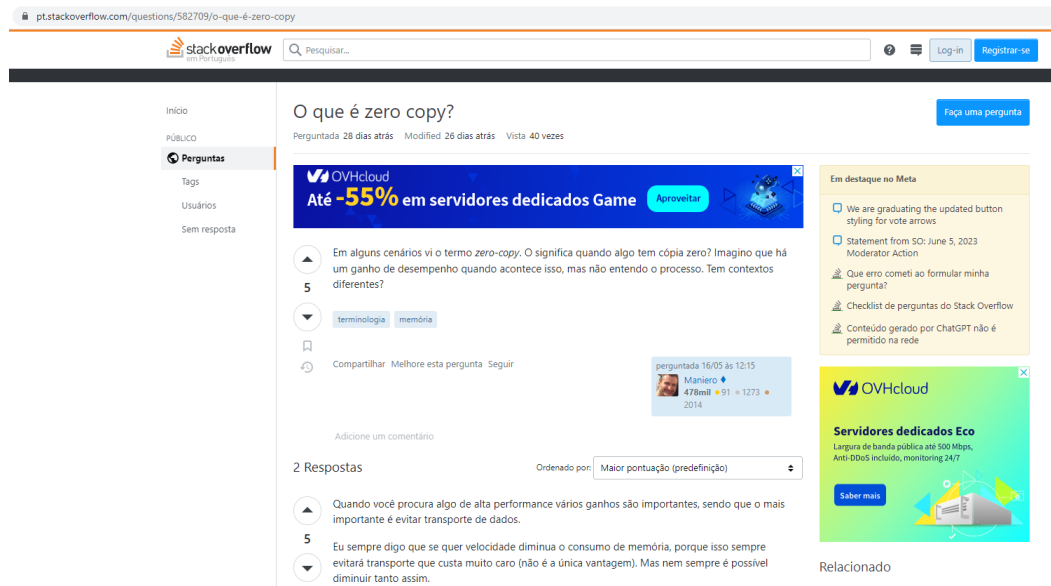 pt.stackoverflow.com/questions/582709/o-que-é-zero-copy
stackoverflow
em Português
Pesquisar...
Log-in
Registrar-se
Início
PÚBLICO
Perguntas
Tags
Usuários
Sem resposta
O que é zero copy?
Faça uma pergunta
Perguntada 28 dias atrás Modified 26 dias atrás Vista 40 vezes
OVHcloud
Até -55% em servidores dedicados Game
Aproveitar
Em alguns cenários vi o termo zero-copy. O significa quando algo tem cópia zero? Imagino que há
um ganho de desempenho quando acontece isso, mas não entendo o processo. Tem contextos
diferentes?
5
terminologia memória
Compartilhar Melhore esta pergunta Seguir
perguntada 16/05 às 12:15
Maniero ♦
478mil ●91 ●1273 ●
2014
Adicione um comentário
2 Respostas
Ordenado por:
Maior pontuação (predefinição)
Quando você procura algo de alta performance vários ganhos são importantes, sendo que o mais
importante é evitar transporte de dados.
5
Eu sempre digo que se quer velocidade diminua o consumo de memória, porque isso sempre
evitará transporte que custa muito caro (não é a única vantagem). Mas nem sempre é possível
diminuir tanto assim.
Em destaque no Meta
We are graduating the updated button
styling for vote arrows
Statement from SO: June 5, 2023
Moderator Action
Que erro cometi ao formular minha
pergunta?
Checklist de perguntas do Stack Overflow
Conteúdo gerado por ChatGPT não é
permitido na rede
OVHcloud
Servidores dedicados Eco
Largura de banda pública até 500 Mbps,
Anti-DDoS incluido, monitoring 24/7
Saber mais
Relacionado